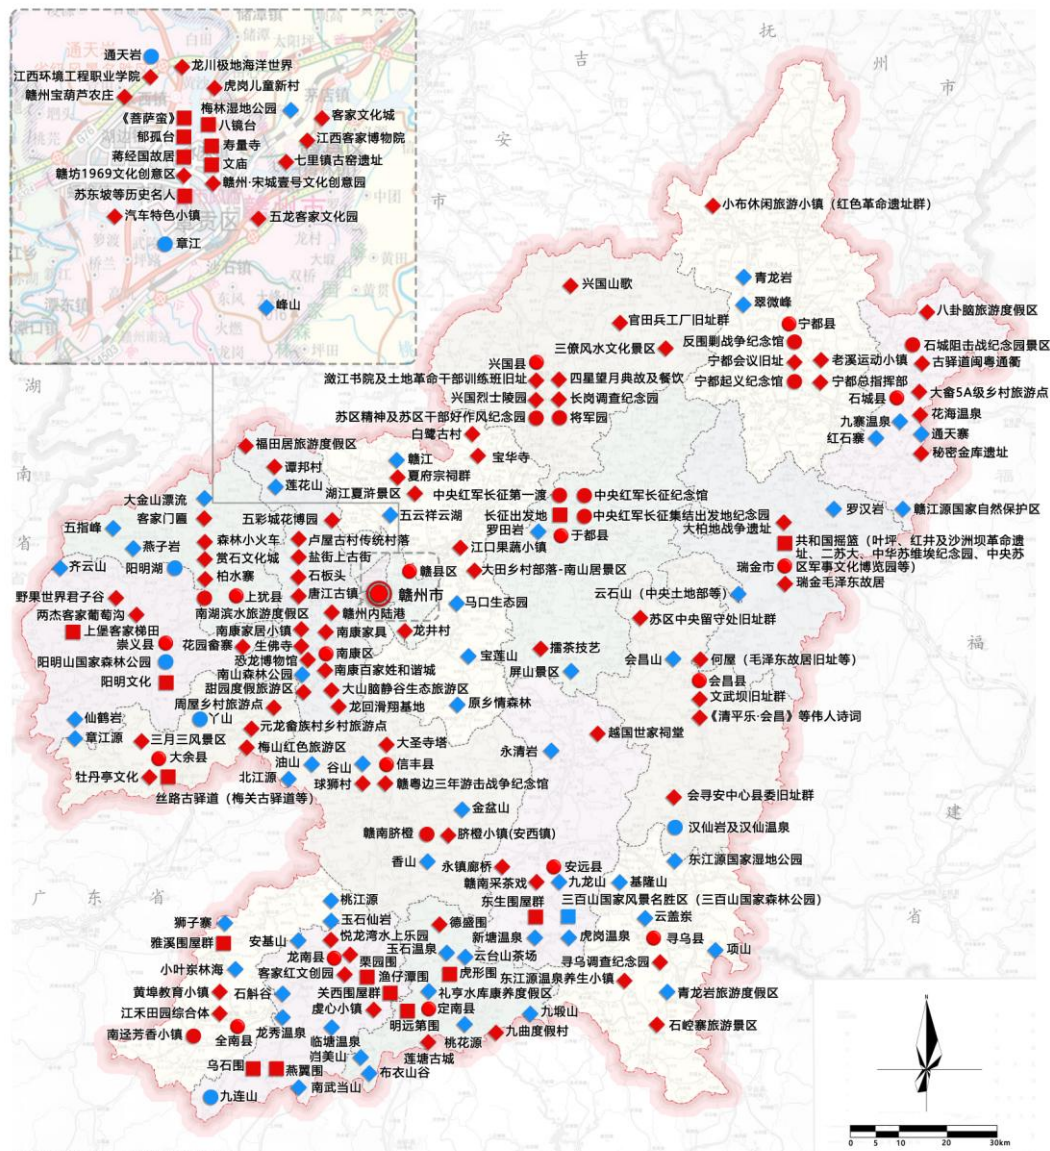 抚
州
市
吉
安
市
湖
南
省
广 东 省
福
建
省
通天岩
龙川极地海洋世界
江西环境工程职业学院
虎岗儿童新村
赣州宝葫芦农庄
梅林湿地公园
客家文化城
《菩萨蛮》
八镜台
郁孤台
江西客家博物院
寿量寺
蒋经国故居
文庙
七里镇古窑遗址
赣坊1969文化创意区
赣州·宋城壹号文化创意园
苏东坡等历史名人
汽车特色小镇
五龙客家文化园
章江
峰山
小布休闲旅游小镇（红色革命遗址群）
青龙岩
兴国山歌
翠微峰
八卦脑旅游度假区
官田兵工厂旧址群
宁都县
反围剿战争纪念馆
石城阻击战纪念园景区
三僚风水文化景区
兴国县
宁都会议旧址
老溪运动小镇
古驿道闽粤通衢
潋江书院及土地革命干部训练班旧址
四星望月典故及餐饮
宁都起义纪念馆
宁都总指挥部
大畲5A级乡村旅游点
兴国烈士陵园
长岗调查纪念园
石城县
苏区精神及苏区干部好作风纪念园
将军园
九寨温泉
花海温泉
白鹭古村
红石寨
通天寨
福田居旅游度假区
宝华寺
秘密金库遗址
谭邦村
赣江
莲花山
夏府宗祠群
大金山漂流
湖江夏浒景区
中央红军长征第一渡
中央红军长征纪念馆
客家门匾
五彩城花博园
五云祥云湖
长征出发地
中央红军长征集结出发地纪念园
罗汉岩
赣江源国家自然保护区
五指峰
罗田岩
于都县
大柏地战争遗址
森林小火车
卢屋古村传统村落
江口果蔬小镇
共和国摇篮（叶坪、红井及沙洲坝革命遗
址、二苏大、中华苏维埃纪念园、中央苏
区军事文化博览园等）
燕子岩
赏石文化城
盐街上古街
瑞金市
齐云山
阳明湖
柏水寨
石板头
赣县区
大田乡村部落-南山居景区
瑞金毛泽东故居
野果世界君子谷
上犹县
唐江古镇
赣州市
马口生态园
云石山（中央土地部等）
两杰客家葡萄沟
南湖滨水旅游度假区
赣州内陆港
苏区中央留守处旧址群
上堡客家梯田
南康家居小镇
南康家具
龙井村
崇义县
花园畲寨
生佛寺
南康区
擂茶技艺
阳明山国家森林公园
恐龙博物馆
宝莲山
会昌山
何屋（毛泽东故居旧址等）
阳明文化
南山森林公园
南康百家姓和谐城
屏山景区
会昌县
甜园度假旅游区
大山脑静谷生态旅游区
文武坝旧址群
周屋乡村旅游点
龙回滑翔基地
原乡情森林
仙鹤岩
丫山
《清平乐·会昌》等伟人诗词
章江源
元龙畲族村乡村旅游点
越国世家祠堂
三月三风景区
梅山红色旅游区
大圣寺塔
永清岩
大余县
油山
谷山
信丰县
牡丹亭文化
北江源
球狮村
赣粤边三年游击战争纪念馆
丝路古驿道（梅关古驿道等）
会寻安中心县委旧址群
金盆山
赣南脐橙
脐橙小镇(安西镇）
汉仙岩及汉仙温泉
香山
永镇廊桥
安远县
东江源国家湿地公园
赣南采茶戏
九龙山
基隆山
桃江源
东生围屋群
三百山国家风景名胜区（三百山国家森林公园）
狮子寨
玉石仙岩
德盛围
云盖岽
雅溪围屋群
安基山
悦龙湾水上乐园
新塘温泉
虎岗温泉
寻乌县
龙南县
栗园围
玉石温泉
云台山茶场
项山
小叶岽林海
客家红文创园
渔仔潭围
虎形围
寻乌调查纪念园
黄埠教育小镇
石斛谷
关西围屋群
礼亨水库康养度假区
东江源温泉养生小镇
青龙岩旅游度假区
江禾田园综合体
虔心小镇
定南县
九塅山
南迳芳香小镇
全南县
龙秀温泉
明远第围
石崆寨旅游景区
临塘温泉
桃花源
九曲度假村
乌石围
燕翼围
岿美山
莲塘古城
九连山
南武当山
布衣山谷
N
0 5 10 20 30km